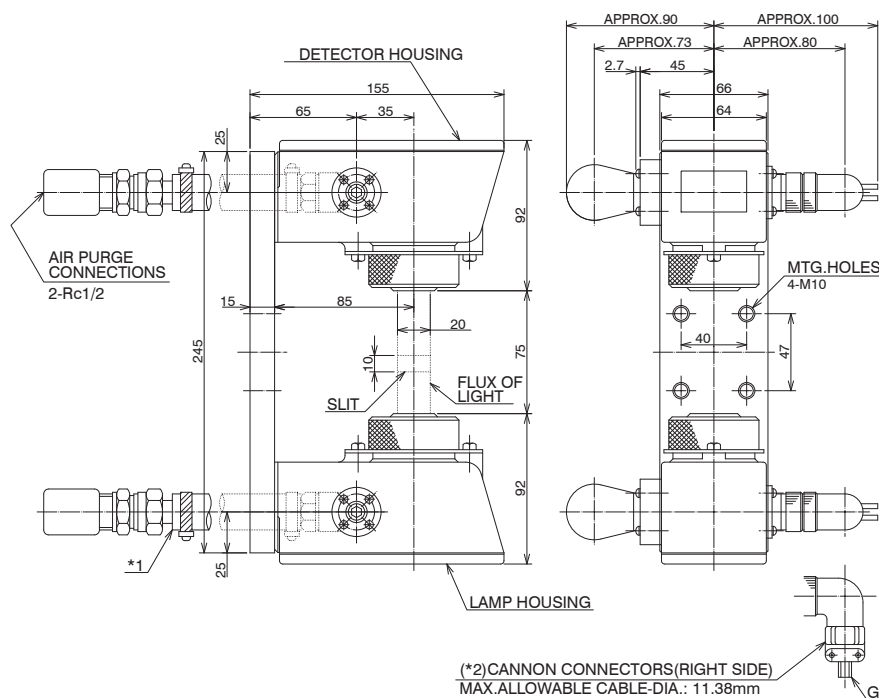 APPROX.90
APPROX.100
APPROX.73
APPROX.80
2.7
45
DETECTOR HOUSING
155
66
65
35
64
25
92
AIR PURGE
CONNECTIONS
2-Rc1/2
MTG.HOLES
4-M10
15
85
20
40
245
10
75
47
SLIT
FLUX OF
LIGHT
92
*1
25
LAMP HOUSING
(*2)CANNON CONNECTORS(RIGHT SIDE)
MAX.ALLOWABLE CABLE-DIA.: 11.38mm
G